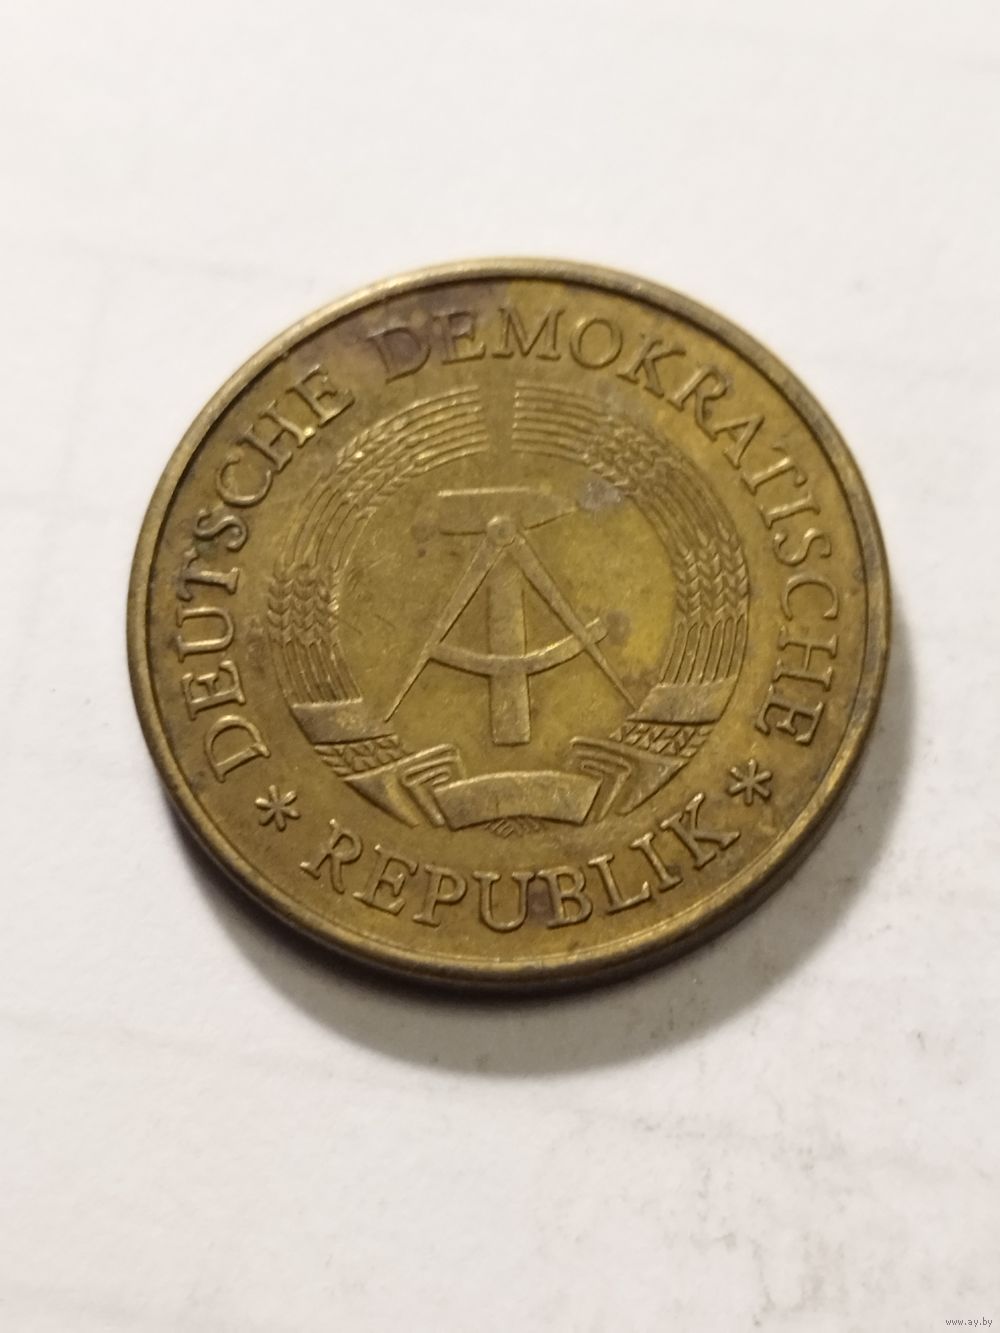 DEUTSCHE DEMOKRATISCHE
* REPUBLIK *
www.ay.by